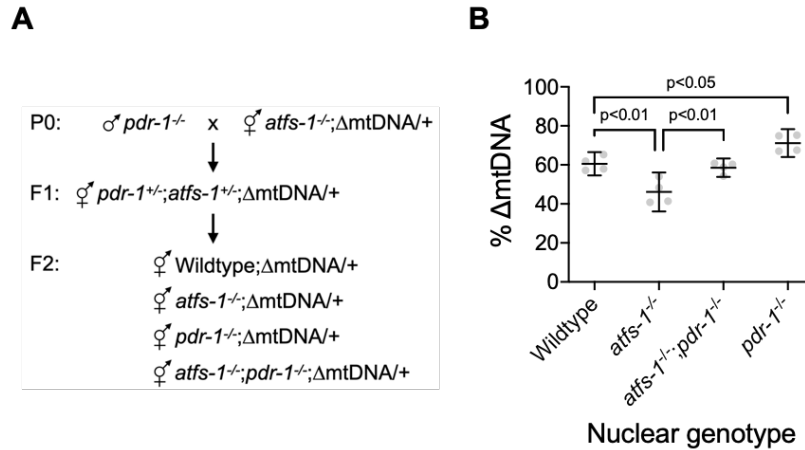 A
P0: ♂ pdr-1-/- x ⚥ atfs-1-/-;ΔmtDNA/+
F1: ⚥ pdr-1+/-;atfs-1+/-;ΔmtDNA/+
F2: ⚥ Wildtype;ΔmtDNA/+
⚥ atfs-1-/-;ΔmtDNA/+
⚥ pdr-1-/-;ΔmtDNA/+
⚥ atfs-1-/-;pdr-1-/-;ΔmtDNA/+
B
% ΔmtDNA
100
80
60
40
20
0
p<0.05
p<0.01
p<0.01
Wildtype
atfs-1-/-
atfs-1-/-;pdr-1-/-
pdr-1-/-
Nuclear genotype